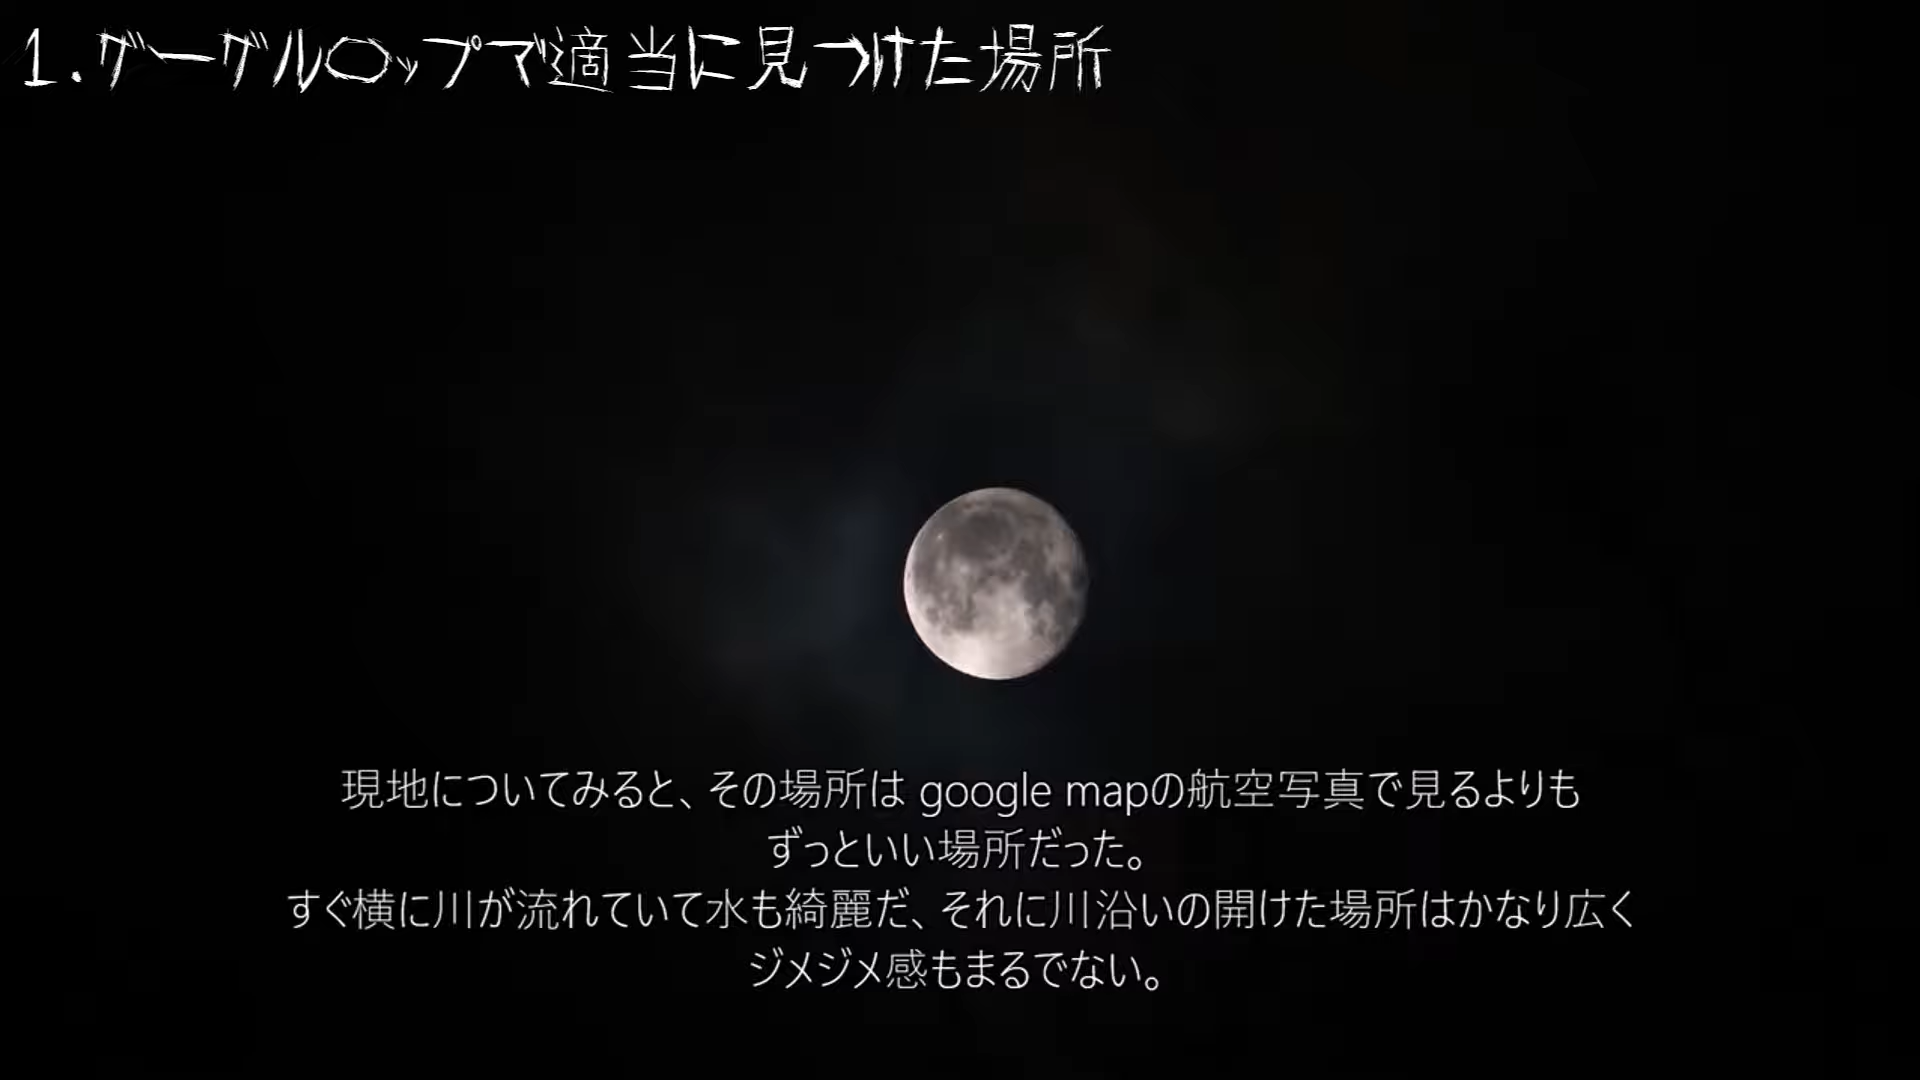 1.グーグル〇ップで適当に見つけた場所
現地についてみると、その場所は google mapの航空写真で見るよりも
ずっといい場所だった。
すぐ横に川が流れていて水も綺麗だ、それに川沿いの開けた場所はかなり広く
ジメジメ感もまるでない。